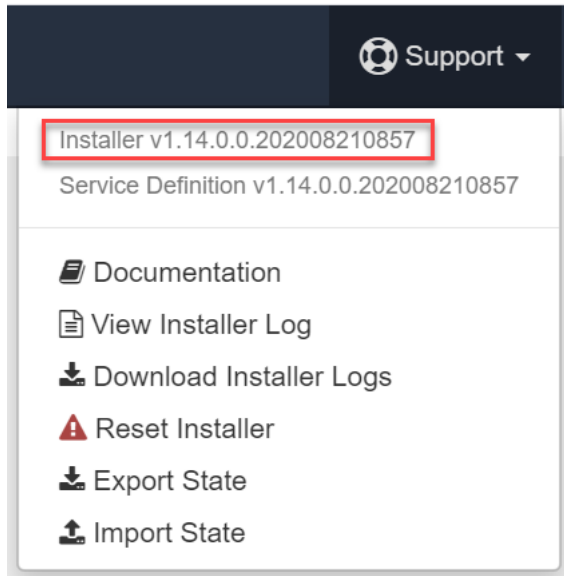 Support
Installer v1.14.0.0.202008210857
Service Definition v1.14.0.0.202008210857
Documentation
View Installer Log
Download Installer Logs
Reset Installer
Export State
Import State